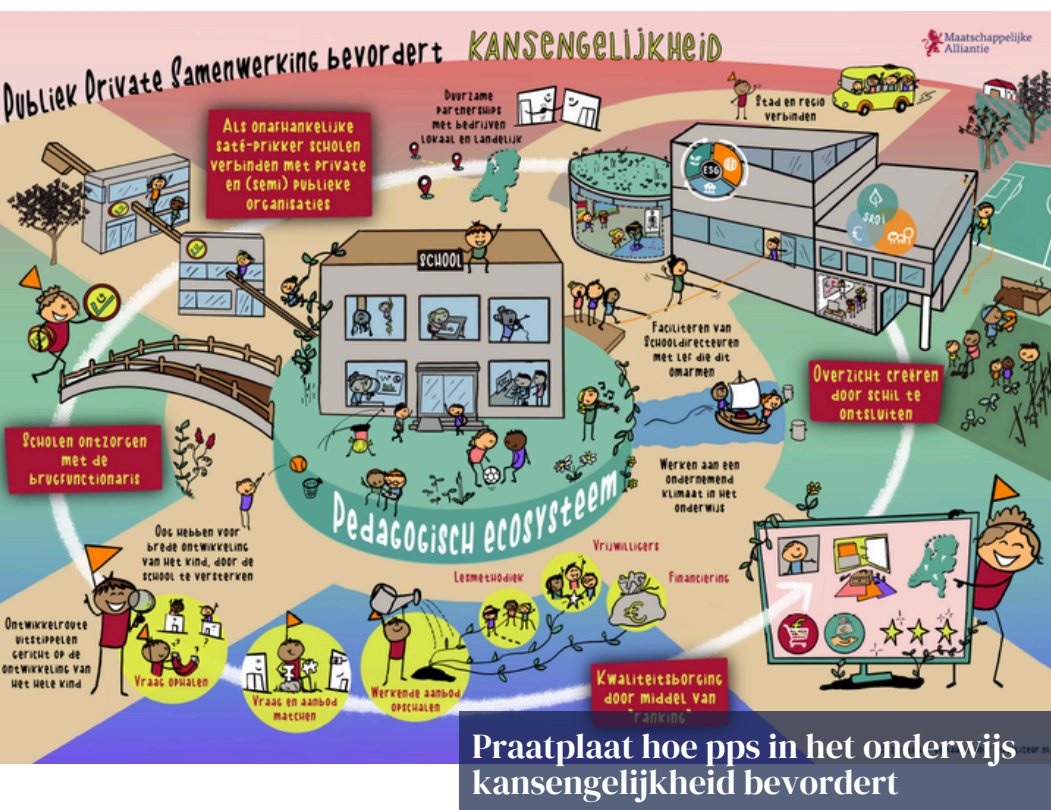 Publiek Private Samenwerking bevordert KANSENGELIJKHEID
Maatschappelijke
Alliantie
Als onafhankelijke
saté-prikker scholen
verbinden met private
en (semi) publieke
organisaties
Duurzame
partnerships
met bedrijven
lokaal en landelijk
Stad en regio
verbinden
ESG
SROI
€
SCHOOL
Faciliteren van
Schooldirecteuren
met lef die dit
omarmen
Overzicht creëren
door schil te
ontsluiten
Scholen ontzorgen
met de
brugfunctionaris
Werken aan een
ondernemend
klimaat in het
onderwijs
Pedagogisch ecosysteem
Oog hebben voor
brede ontwikkeling
van het kind, door de
school te versterken
Ontwikkelroute
uitstippelen
gericht op de
ontwikkeling van
het hele kind
Vraag ophalen
Vraag en aanbod
matchen
Werkende aanbod
opschalen
Lesmethodiek
Vrijwilligers
Financiering
€
€
Kwaliteitsborging
door middel van
"ranking"
Praatplaat hoe pps in het onderwijs
kansengelijkheid bevordert